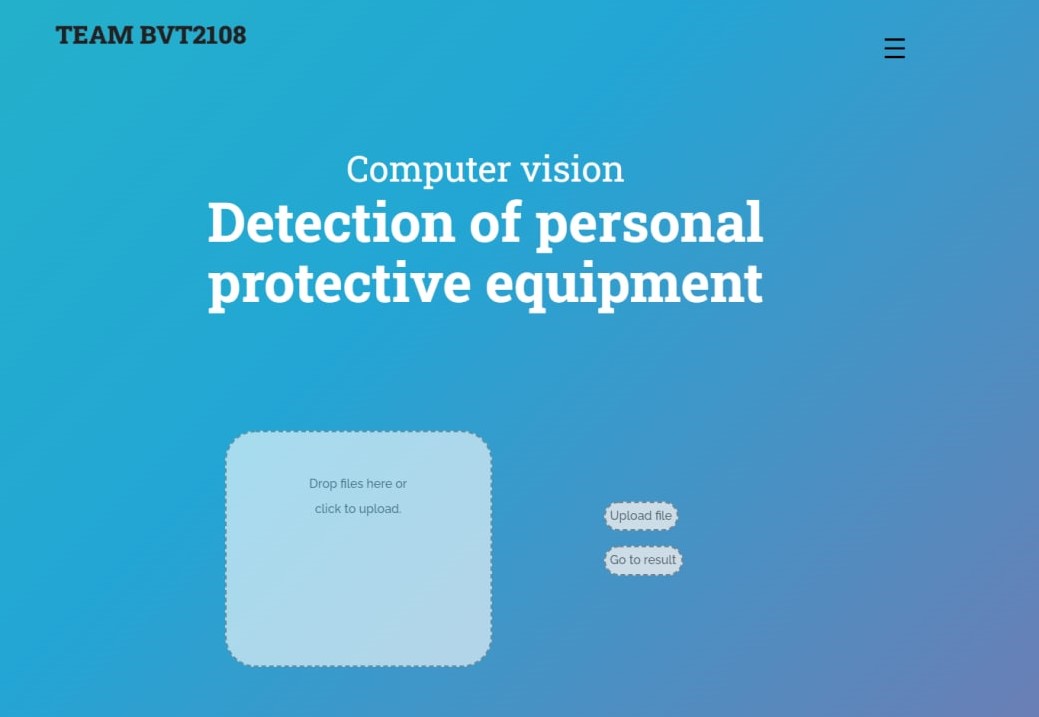 TEAM BVT2108
Computer vision
Detection of personal
protective equipment
Drop files here or
click to upload.
Upload file
Go to result